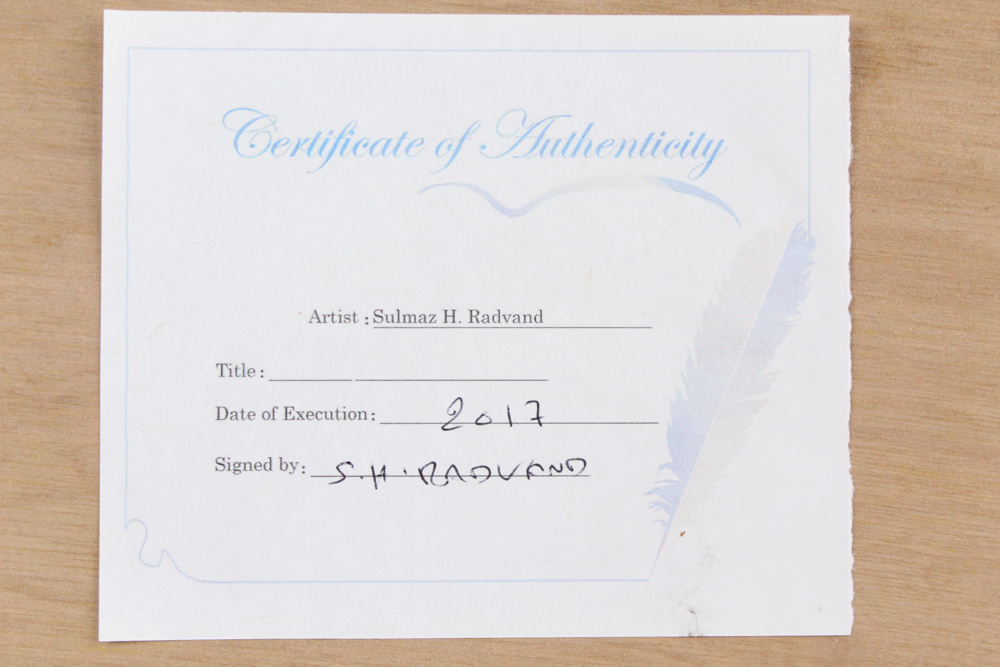 Certificate of Authenticity
Artist : Sulmaz H. Radvand
Title :
Date of Execution : 2017
Signed by: S.H.RADVAND